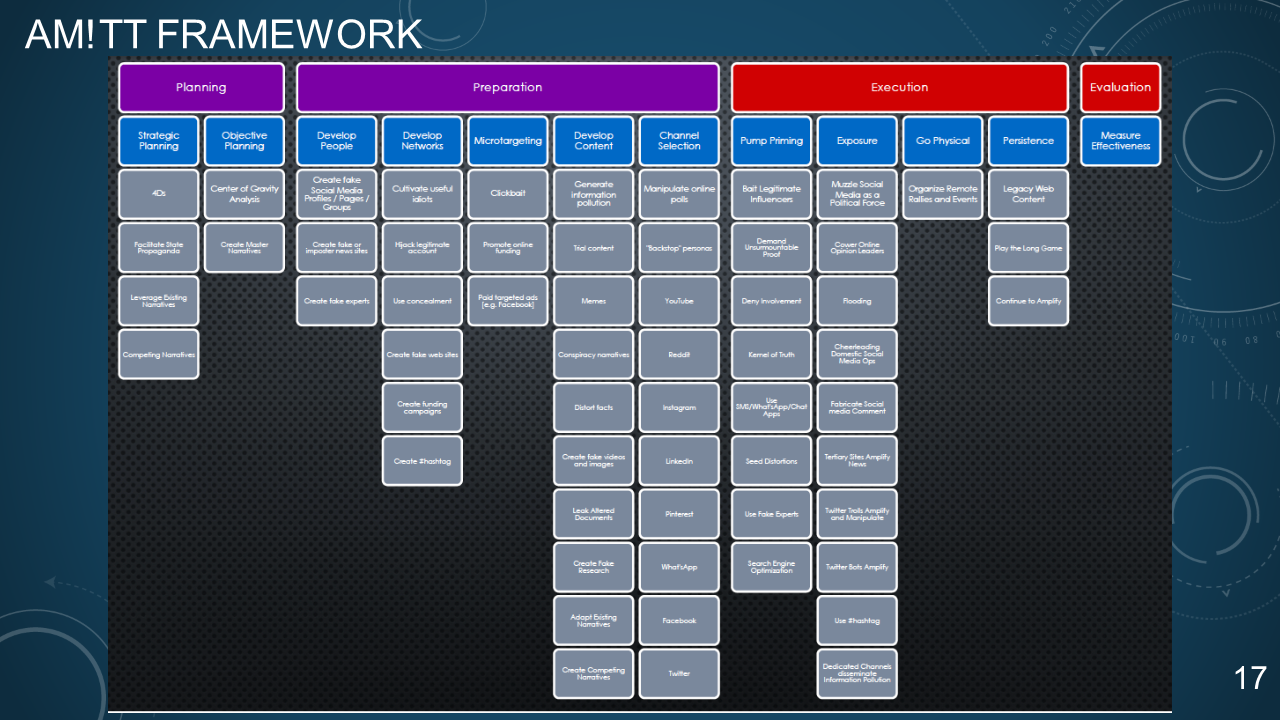 AM!TT FRAMEWORK
Planning
Preparation
Execution
Evaluation
Strategic
Planning
Objective
Planning
Develop
People
Develop
Networks
Microtargeting
Develop
Content
Channel
Selection
Pump Priming
Exposure
Go Physical
Persistence
Measure
Effectiveness
4Ds
Facilitate State
Propaganda
Leverage Existing
Narratives
Competing Narratives
Center of Gravity
Analysis
Create Master
Narratives
Create fake
Social Media
Profiles / Pages /
Groups
Create fake or
imposter news sites
Create fake experts
Cultivate useful
idiots
Hijack legitimate
account
Use concealment
Create fake web sites
Create funding
campaigns
Create #hashtag
Clickbait
Promote online
funding
Paid targeted ads
[e.g. Facebook]
Generate
information
pollution
Trial content
Memes
Conspiracy narratives
Distort facts
Create fake videos
and images
Leak Altered
Documents
Create Fake
Research
Adapt Existing
Narratives
Create Competing
Narratives
Manipulate online
polls
"Backstop" personas
YouTube
Reddit
Instagram
LinkedIn
Pinterest
What'sApp
Facebook
Twitter
Bait Legitimate
Influencers
Demand
Unsurmountable
Proof
Deny Involvement
Kernel of Truth
Use
SMS/What'sApp/Chat
Apps
Seed Distortions
Use Fake Experts
Search Engine
Optimization
Muzzle Social
Media as a
Political Force
Cower Online
Opinion Leaders
Flooding
Cheerleading
Domestic Social
Media Ops
Fabricate Social
media Comment
Tertiary Sites Amplify
News
Twitter Trolls Amplify
and Manipulate
Twitter Bots Amplify
Use #hashtag
Dedicated Channels
disseminate
Information Pollution
Organize Remote
Rallies and Events
Legacy Web
Content
Play the Long Game
Continue to Amplify
17